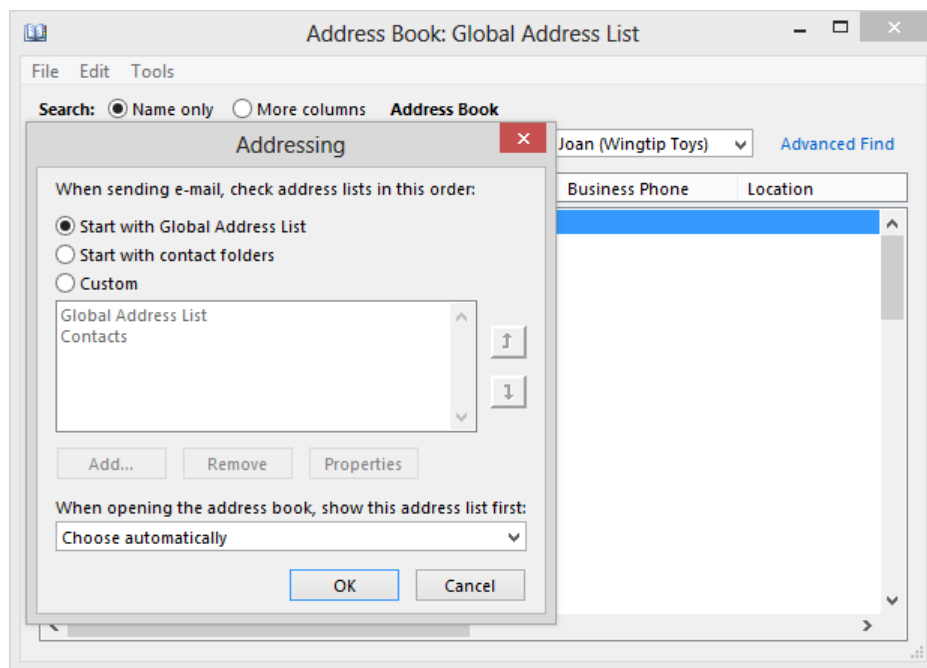 Address Book: Global Address List
File Edit Tools
Search: Name only More columns Address Book
Joan (Wingtip Toys) Advanced Find
Business Phone Location
Addressing
When sending e-mail, check address lists in this order:
Start with Global Address List
Start with contact folders
Custom
Global Address List
Contacts
Add... Remove Properties
When opening the address book, show this address list first:
Choose automatically
OK Cancel